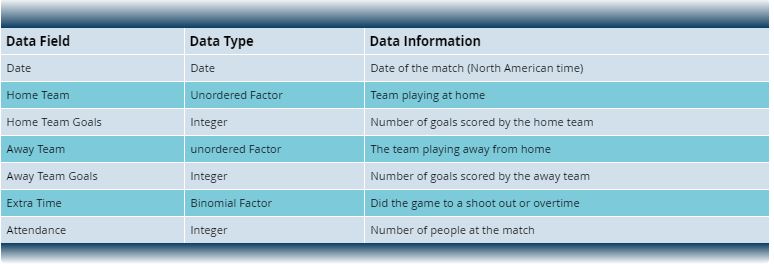 Data Field Data Type Data Information
Date Date Date of the match (North American time)
Home Team Unordered Factor Team playing at home
Home Team Goals Integer Number of goals scored by the home team
Away Team unordered Factor The team playing away from home
Away Team Goals Integer Number of goals scored by the away team
Extra Time Binomial Factor Did the game to a shoot out or overtime
Attendance Integer Number of people at the match